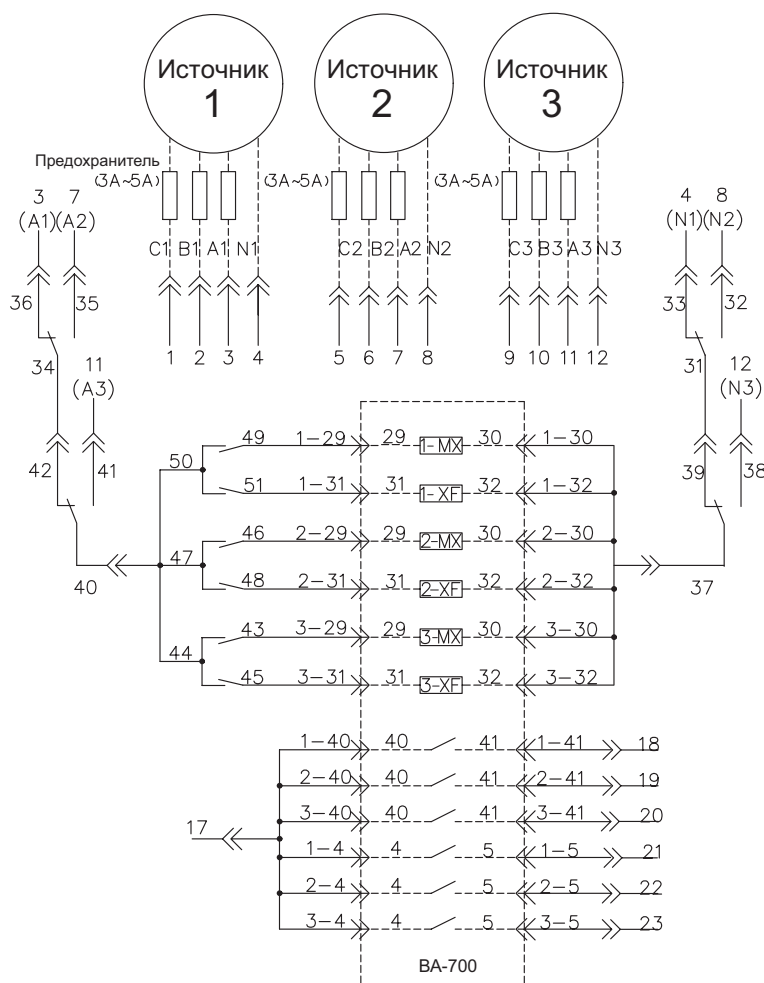 Источник 1
Источник 2
Источник 3
Предохранитель
(3А~5А)
(3А~5А)
(3А~5А)
3 7
(A1)(A2)
4 8
(N1)(N2)
C1 B1 A1 N1
C2 B2 A2 N2
C3 B3 A3 N3
36 35
33 32
1 2 3 4
5 6 7 8
9 10 11 12
34
11
(A3)
31
12
(N3)
42 41
39 38
50
49 1-29 29 1-MX 30 1-30
51 1-31 31 1-XF 32 1-32
47
46 2-29 29 2-MX 30 2-30
48 2-31 31 2-XF 32 2-32
40
37
44
43 3-29 29 3-MX 30 3-30
45 3-31 31 3-XF 32 3-32
17
1-40 40 41 1-41 18
2-40 40 41 2-41 19
3-40 40 41 3-41 20
1-4 4 5 1-5 21
2-4 4 5 2-5 22
3-4 4 5 3-5 23
ВА-700